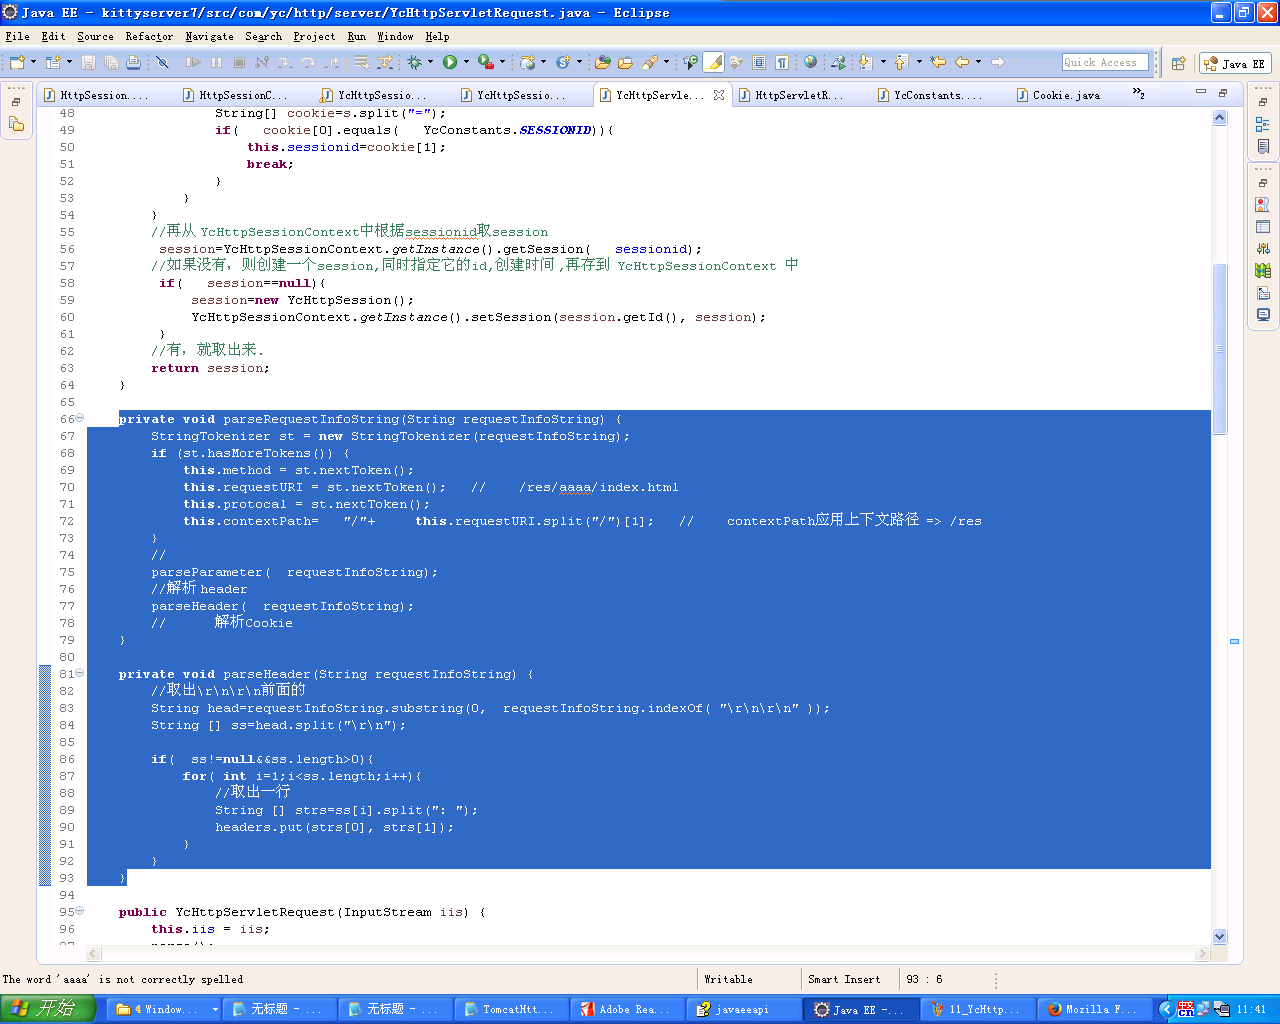 Java EE - kittyserver7/src/com/yc/http/server/YcHttpServletRequest.java - Eclipse
File Edit Source Refactor Navigate Search Project Run Window Help
Quick Access Java EE
HttpSession.... HttpSessionC... YcHttpSessio... YcHttpSessio... YcHttpServle... HttpServletR... YcConstants.... Cookie.java »2
48 String[] cookie=s.split("=");
49 if( cookie[0].equals( YcConstants.SESSIONID)){
50 this.sessionid=cookie[1];
51 break;
52 }
53 }
54 }
55 //再从 YcHttpSessionContext中根据sessionid取session
56 session=YcHttpSessionContext.getInstance().getSession( sessionid);
57 //如果没有，则创建一个session,同时指定它的id,创建时间 ,再存到 YcHttpSessionContext 中
58 if( session==null){
59 session=new YcHttpSession();
60 YcHttpSessionContext.getInstance().setSession(session.getId(), session);
61 }
62 //有，就取出来.
63 return session;
64 }
65
66 private void parseRequestInfoString(String requestInfoString) {
67 StringTokenizer st = new StringTokenizer(requestInfoString);
68 if (st.hasMoreTokens()) {
69 this.method = st.nextToken();
70 this.requestURI = st.nextToken(); // /res/aaaa/index.html
71 this.protocal = st.nextToken();
72 this.contextPath= "/"+ this.requestURI.split("/")[1]; // contextPath应用上下文路径 => /res
73 }
74 //
75 parseParameter( requestInfoString);
76 //解析 header
77 parseHeader( requestInfoString);
78 // 解析Cookie
79 }
80
81 private void parseHeader(String requestInfoString) {
82 //取出\r\n\r\n前面的
83 String head=requestInfoString.substring(0, requestInfoString.indexOf( "\r\n\r\n" ));
84 String [] ss=head.split("\r\n");
85
86 if( ss!=null&&ss.length>0){
87 for( int i=1;i<ss.length;i++){
88 //取出一行
89 String [] strs=ss[i].split(": ");
90 headers.put(strs[0], strs[1]);
91 }
92 }
93 }
94
95 public YcHttpServletRequest(InputStream iis) {
96 this.iis = iis;
The word 'aaaa' is not correctly spelled Writable Smart Insert 93 : 6
开始 4 Window... 无标题 - ... 无标题 - ... TomcatHtt... Adobe Rea... javaeeapi Java EE -... 11_YcHttp... Mozilla F... 11:41